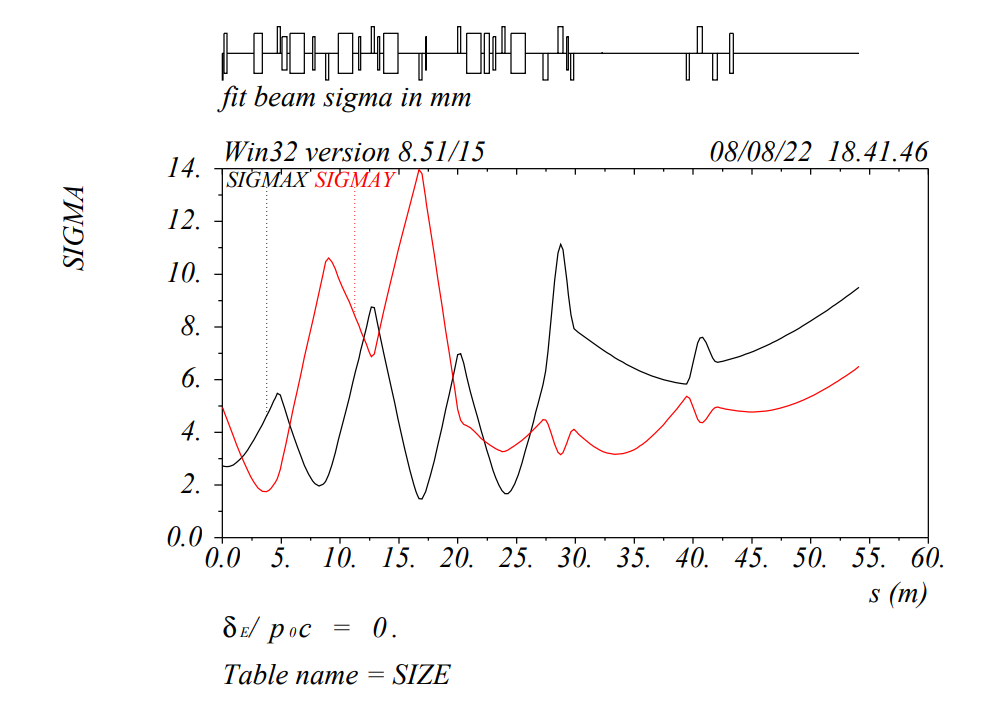 fit beam sigma in mm
Win32 version 8.51/15 08/08/22 18.41.46
SIGMAX SIGMAY
SIGMA
14.
12.
10.
8.
6.
4.
2.
0.0
0.0 5. 10. 15. 20. 25. 30. 35. 40. 45. 50. 55. 60.
s (m)
δE/ p0c = 0.
Table name = SIZE